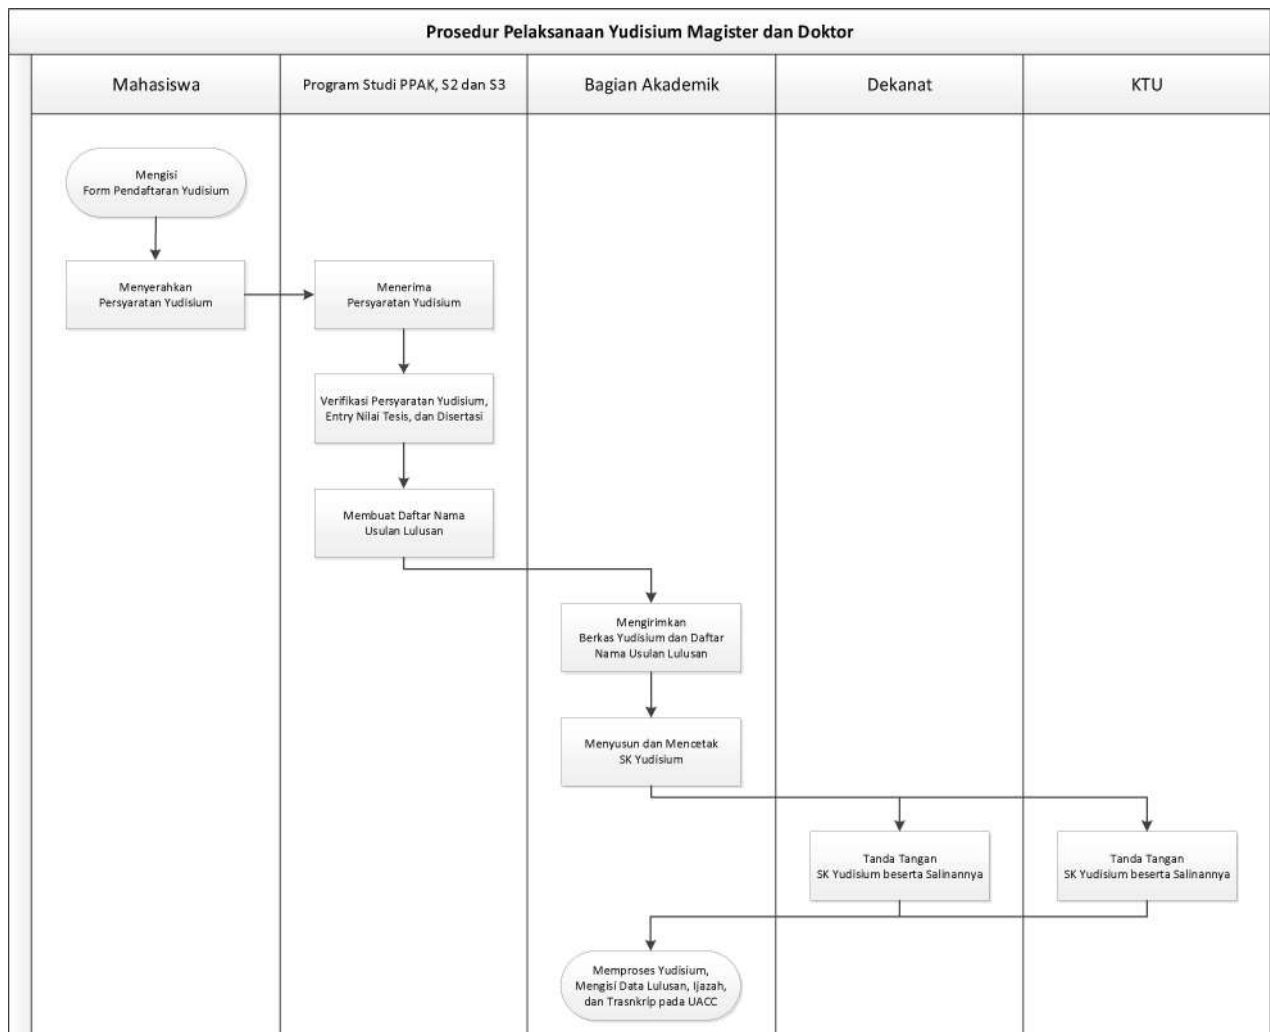 Prosedur Pelaksanaan Yudisium Magister dan Doktor
Mahasiswa
Program Studi PPAK, S2 dan S3
Bagian Akademik
Dekanat
KTU
Mengisi
Form Pendaftaran Yudisium
Menyerahkan
Persyaratan Yudisium
Menerima
Persyaratan Yudisium
Verifikasi Persyaratan Yudisium,
Entry Nilai Tesis, dan Disertasi
Membuat Daftar Nama
Usulan Lulusan
Mengirimkan
Berkas Yudisium dan Daftar
Nama Usulan Lulusan
Menyusun dan Mencetak
SK Yudisium
Tanda Tangan
SK Yudisium beserta Salinannya
Tanda Tangan
SK Yudisium beserta Salinannya
Memproses Yudisium,
Mengisi Data Lulusan, Ijazah,
dan Trasnkrip pada UACC